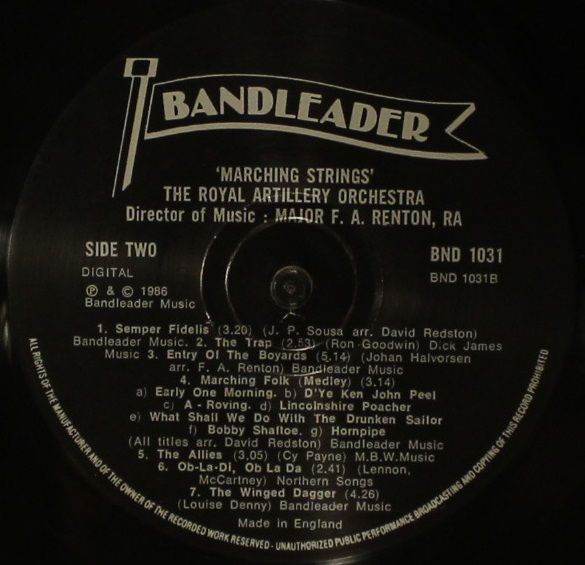 BANDLEADER
'MARCHING STRINGS'
THE ROYAL ARTILLERY ORCHESTRA
Director of Music : MAJOR F. A. RENTON, RA
SIDE TWO
BND 1031
DIGITAL
BND 1031B
℗ & © 1986
Bandleader Music
1. Semper Fidelis (3.20) (J. P. Sousa arr. David Redston)
Bandleader Music. 2. The Trap (2.53) (Ron Goodwin) Dick James
Music 3. Entry Of The Boyards (5.14) (Johan Halvorsen
arr. F. A. Renton) Bandleader Music
4. Marching Folk (Medley) (3.14)
a) Early One Morning. b) D'Ye Ken John Peel
c) A - Roving. d) Lincolnshire Poacher
e) What Shall We Do With The Drunken Sailor
f) Bobby Shaftoe. g) Hornpipe
(All titles arr. David Redston) Bandleader Music
5. The Allies (3.05) (Cy Payne) M.B.W.Music
6. Ob-La-Di, Ob La Da (2.41) (Lennon,
McCartney) Northern Songs
7. The Winged Dagger (4.26)
(Louise Denny) Bandleader Music
Made in England
ALL RIGHTS OF THE MANUFACTURER AND OF THE OWNER OF THE RECORDED WORK RESERVED - UNAUTHORIZED PUBLIC PERFORMANCE BROADCASTING AND COPYING OF THIS RECORD PROHIBITED